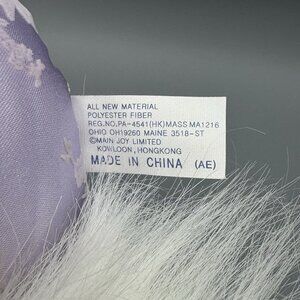 ALL NEW MATERIAL
POLYESTER FIBER
REG.NO.PA-4541(HK)MASS.MA1216
OHIO OH19260 MAINE 3518-ST
©MAIN JOY LIMITED
KOWLOON, HONGKONG
MADE IN CHINA (AE)